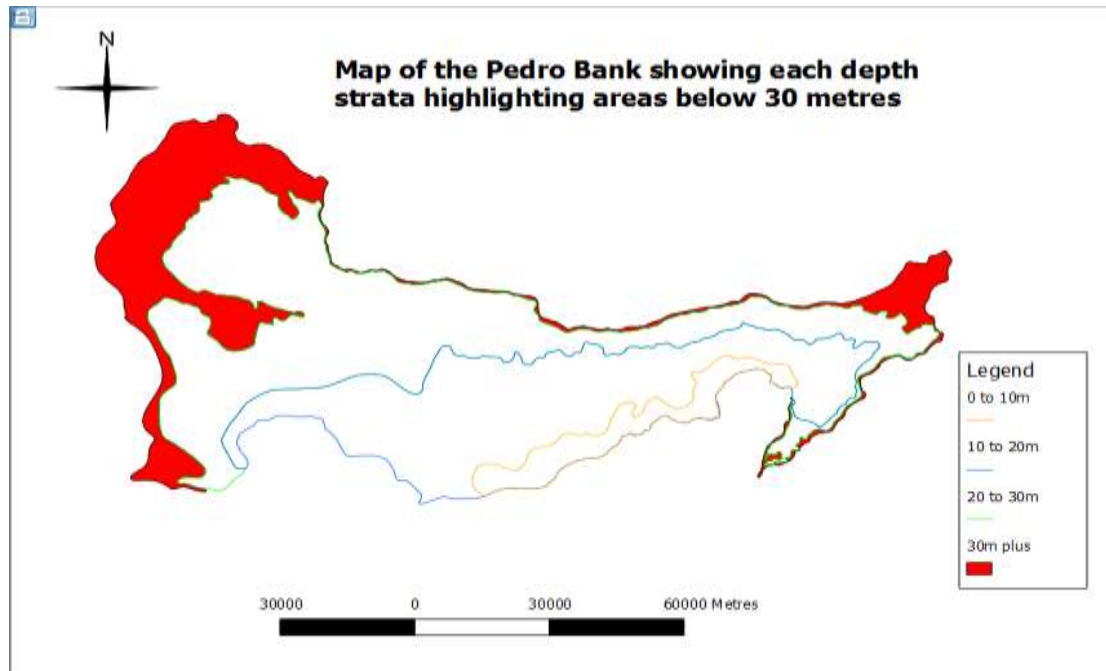 N
Map of the Pedro Bank showing each depth
strata highlighting areas below 30 metres
Legend
0 to 10m
10 to 20m
20 to 30m
30m plus
30000 0 30000 60000 Metres